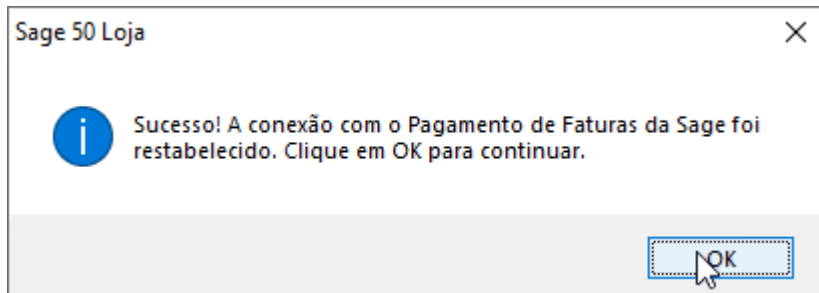 Sage 50 Loja
Sucesso! A conexão com o Pagamento de Faturas da Sage foi
restabelecido. Clique em OK para continuar.
OK